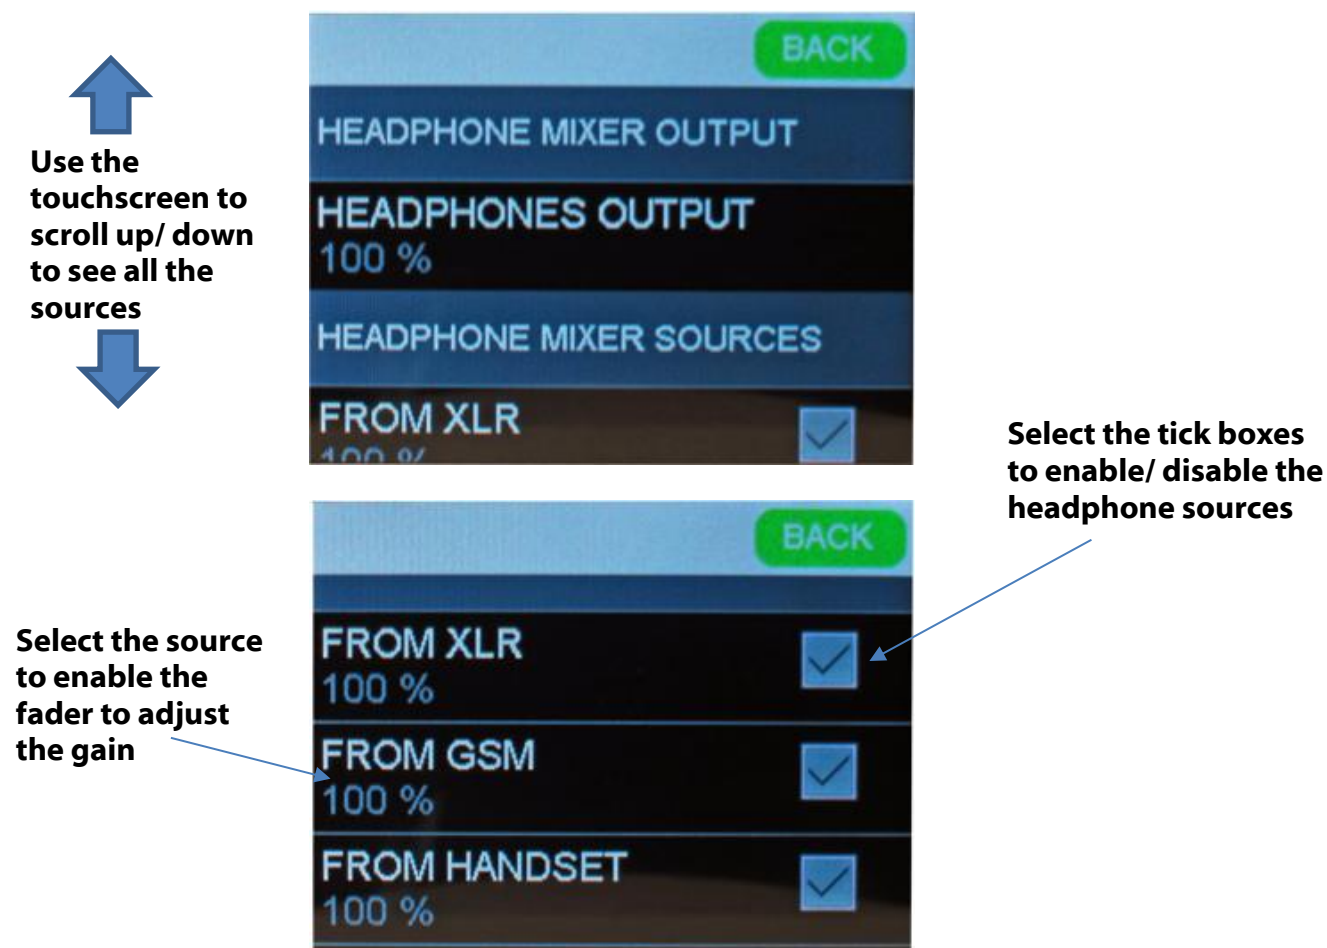 BACK
HEADPHONE MIXER OUTPUT
HEADPHONES OUTPUT
100 %
HEADPHONE MIXER SOURCES
FROM XLR
100 %
Use the
touchscreen to
scroll up/ down
to see all the
sources
Select the tick boxes
to enable/ disable the
headphone sources
BACK
FROM XLR
100 %
FROM GSM
100 %
FROM HANDSET
100 %
Select the source
to enable the
fader to adjust
the gain